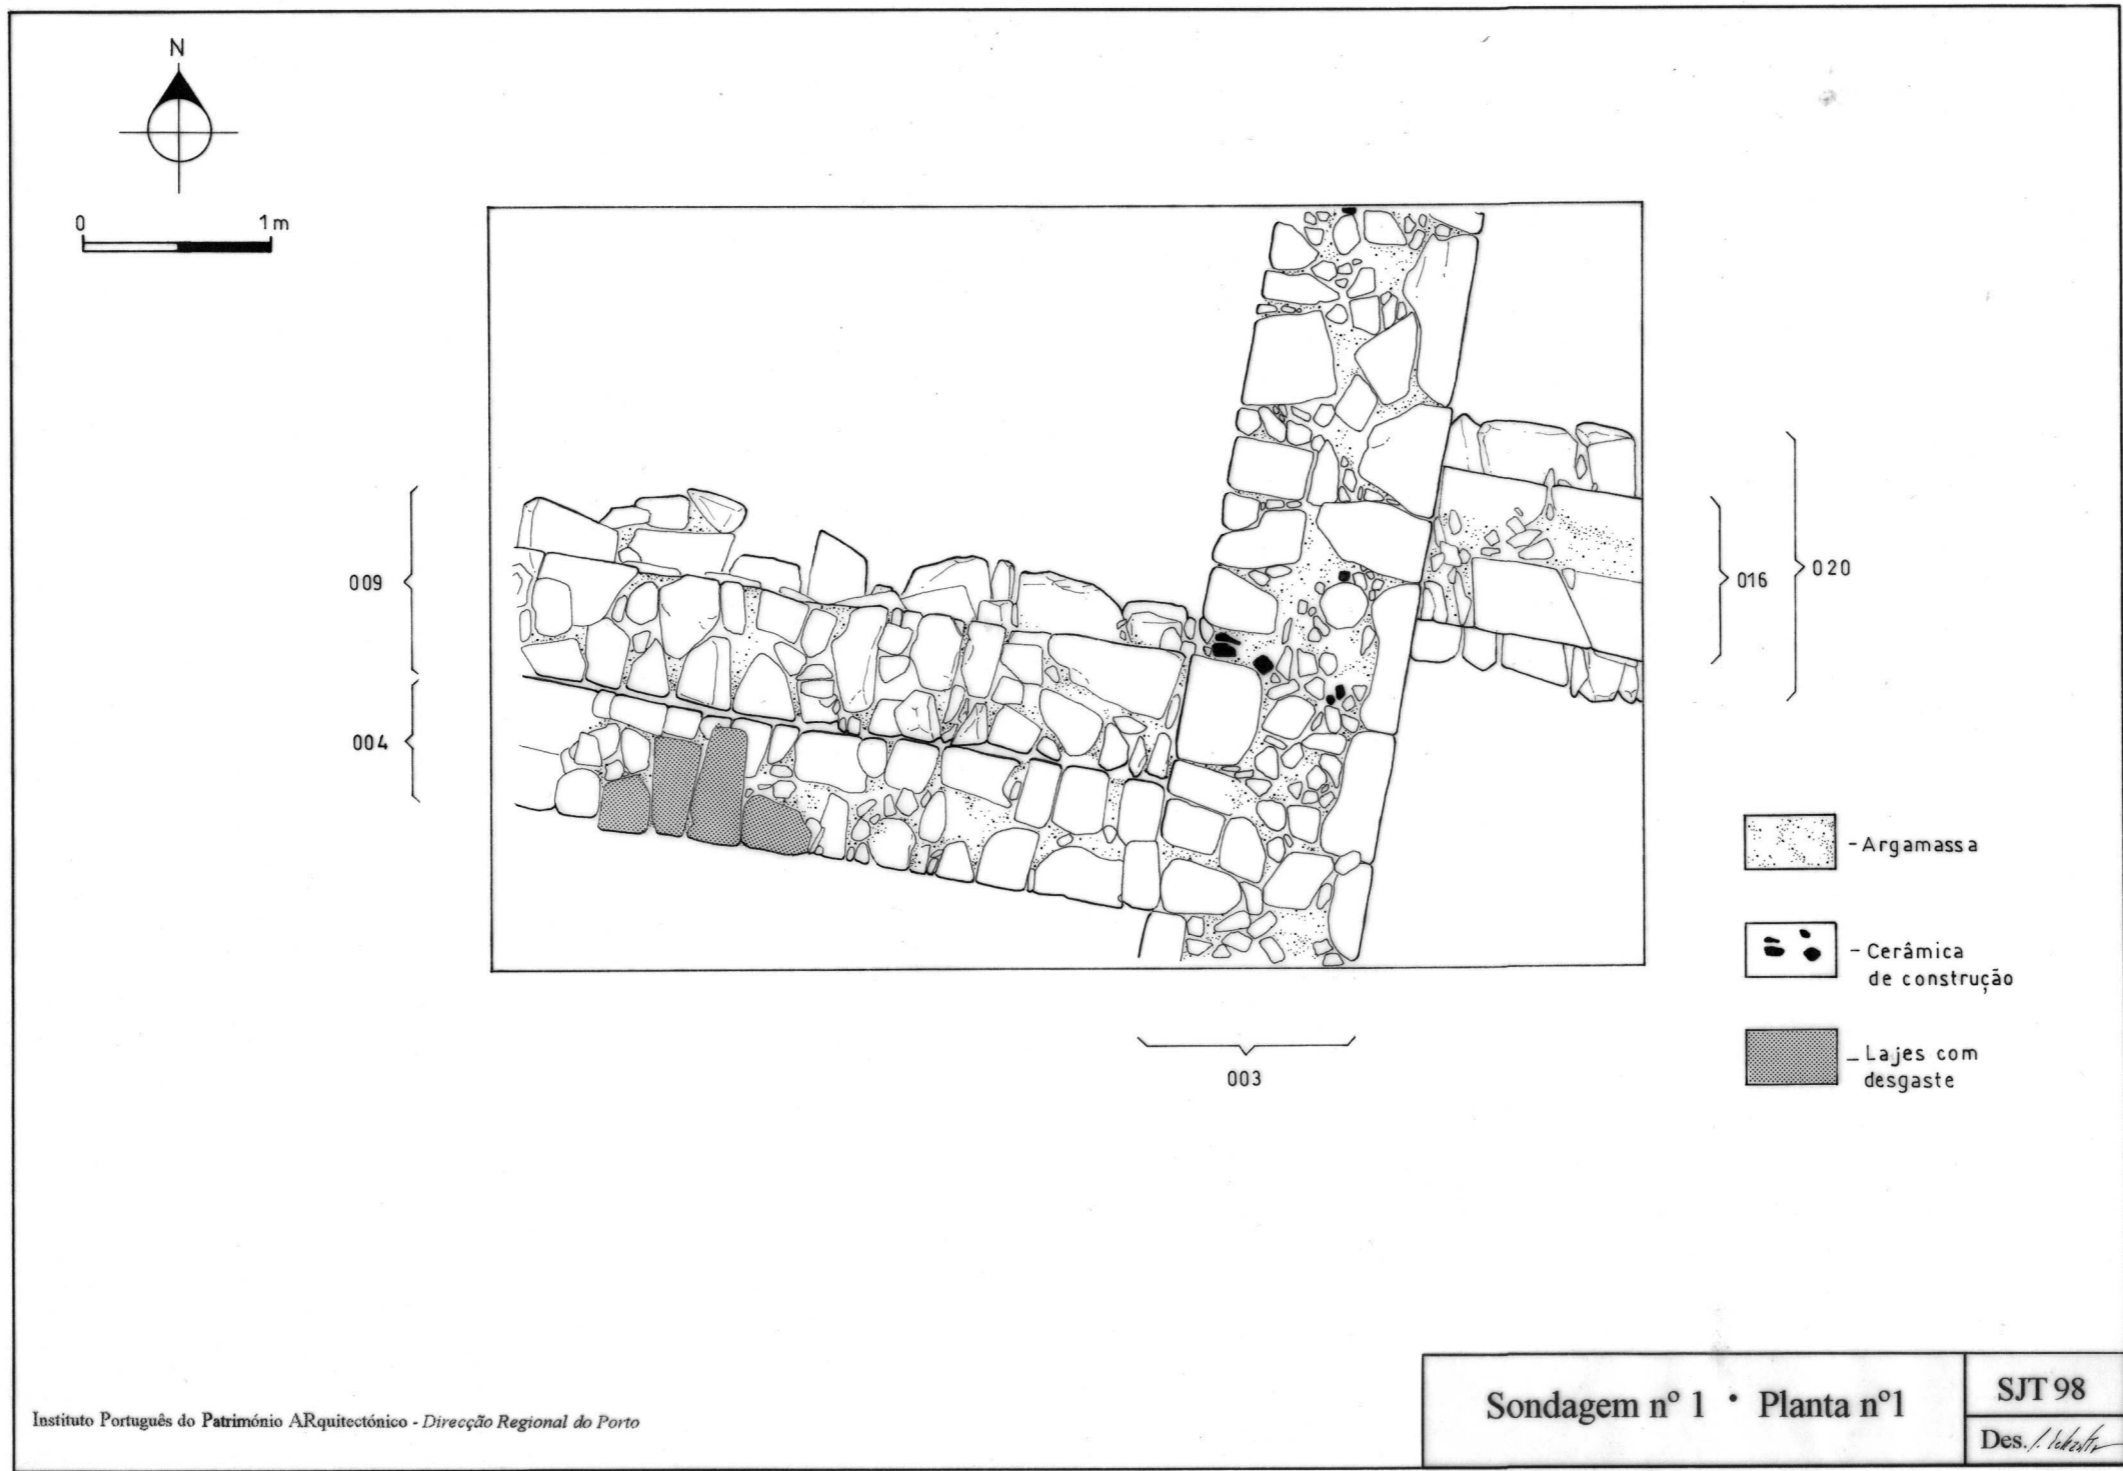 N
0 1m
009
004
016
020
003
- Argamassa
- Cerâmica
de construção
- Lajes com
desgaste
Instituto Português do Património ARquitectónico - Direcção Regional do Porto
Sondagem nº 1 • Planta nº1
SJT 98
Des.